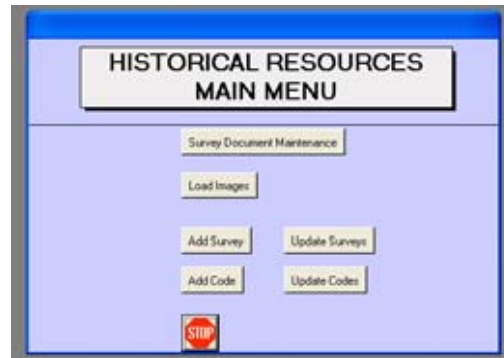 HISTORICAL RESOURCES
MAIN MENU
Survey Document Maintenance
Load Images
Add Survey Update Surveys
Add Code Update Codes
STOP